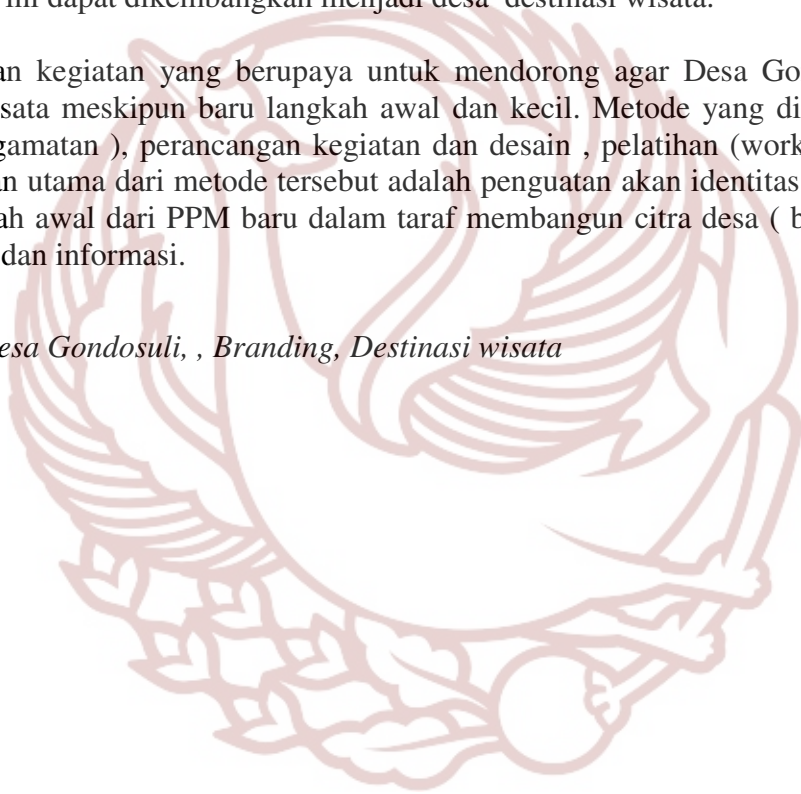 ini dapat dikembangkan menjadi desa destinasi wisata.
an kegiatan yang berupaya untuk mendorong agar Desa Go
sata meskipun baru langkah awal dan kecil. Metode yang di
gamatan ), perancangan kegiatan dan desain , pelatihan (work
an utama dari metode tersebut adalah penguatan akan identitas
ah awal dari PPM baru dalam taraf membangun citra desa ( b
dan informasi.
esa Gondosuli, , Branding, Destinasi wisata